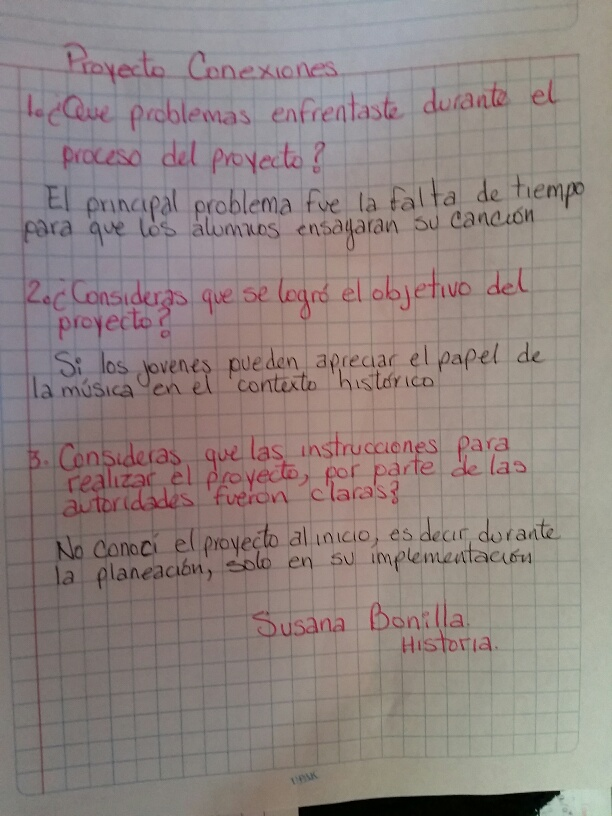 Proyecto Conexiones
1. ¿Que problemas enfrentaste durante el
proceso del proyecto?
El principal problema fue la falta de tiempo
para que los alumnos ensayaran su canción
2. ¿Consideras que se logró el objetivo del
proyecto?
Si los jovenes pueden apreciar el papel de
la música en el contexto histórico
3. Consideras que las instrucciones para
realizar el proyecto, por parte de las
autoridades fueron claras?
No conocí el proyecto al inicio, es decir durante
la planeación, solo en su implementación
Susana Bonilla.
Historia.